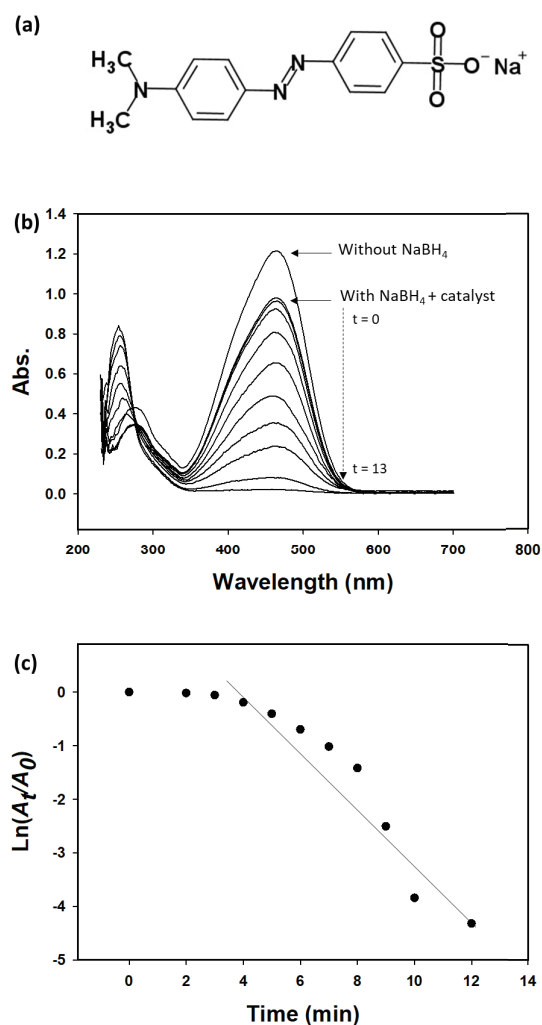 (a)
H₃C
N
H₃C
N
N
O
S
O⁻ Na⁺
O
(b)
1.4
1.2
1.0
0.8
0.6
0.4
0.2
0.0
Abs.
Without NaBH₄
With NaBH₄ + catalyst
t = 0
t = 13
200 300 400 500 600 700 800
Wavelength (nm)
(c)
0
-1
-2
-3
-4
-5
Ln(Aₜ/A₀)
0 2 4 6 8 10 12 14
Time (min)